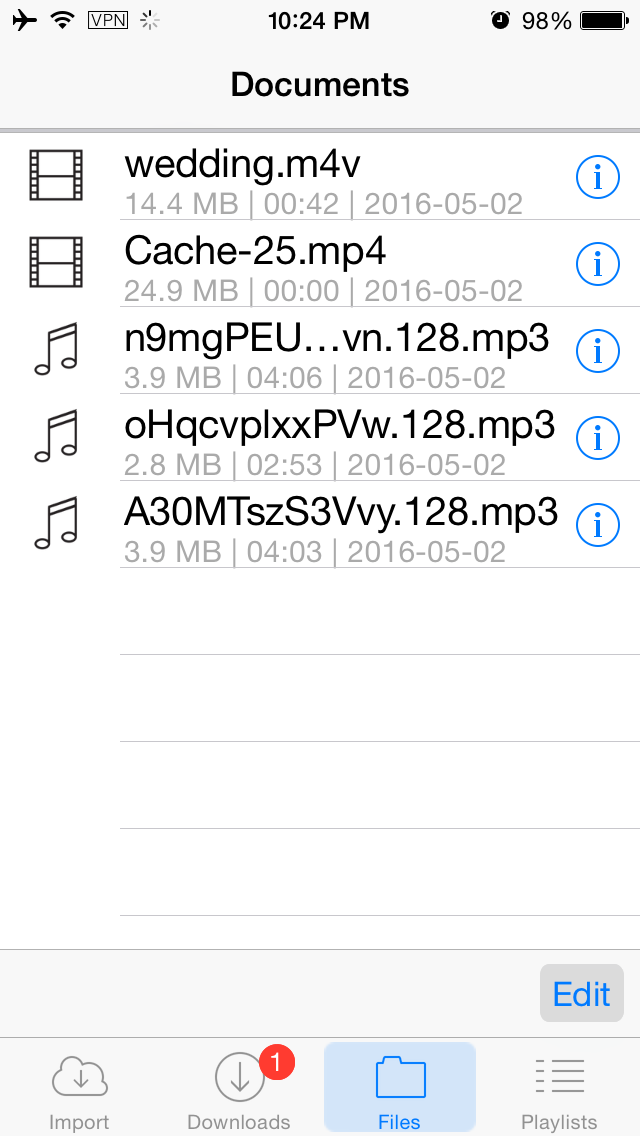 VPN 10:24 PM 98%
Documents
wedding.m4v
14.4 MB | 00:42 | 2016-05-02
Cache-25.mp4
24.9 MB | 00:00 | 2016-05-02
n9mgPEU...vn.128.mp3
3.9 MB | 04:06 | 2016-05-02
oHqcvplxxPVw.128.mp3
2.8 MB | 02:53 | 2016-05-02
A30MTszS3Vvy.128.mp3
3.9 MB | 04:03 | 2016-05-02
Edit
1
Import Downloads Files Playlists